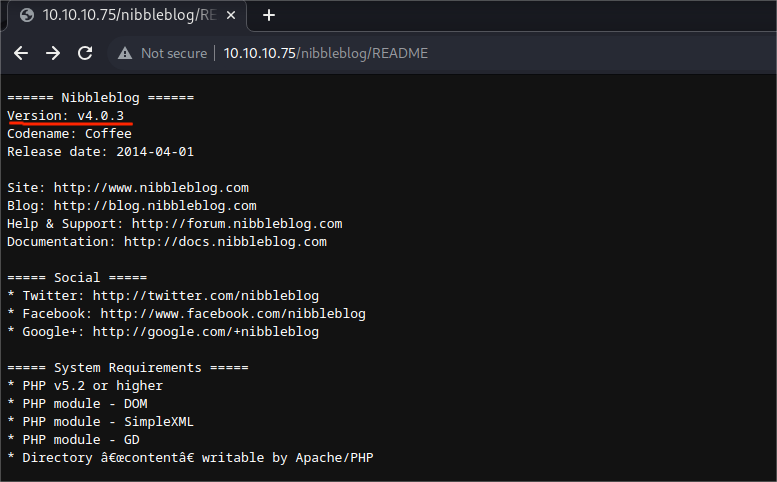 10.10.10.75/nibbleblog/RE
Not secure
10.10.10.75/nibbleblog/README
====== Nibbleblog ======
Version: v4.0.3
Codename: Coffee
Release date: 2014-04-01
Site: http://www.nibbleblog.com
Blog: http://blog.nibbleblog.com
Help & Support: http://forum.nibbleblog.com
Documentation: http://docs.nibbleblog.com
===== Social =====
* Twitter: http://twitter.com/nibbleblog
* Facebook: http://www.facebook.com/nibbleblog
* Google+: http://google.com/+nibbleblog
===== System Requirements =====
* PHP v5.2 or higher
* PHP module - DOM
* PHP module - SimpleXML
* PHP module - GD
* Directory â€œcontentâ€ writable by Apache/PHP